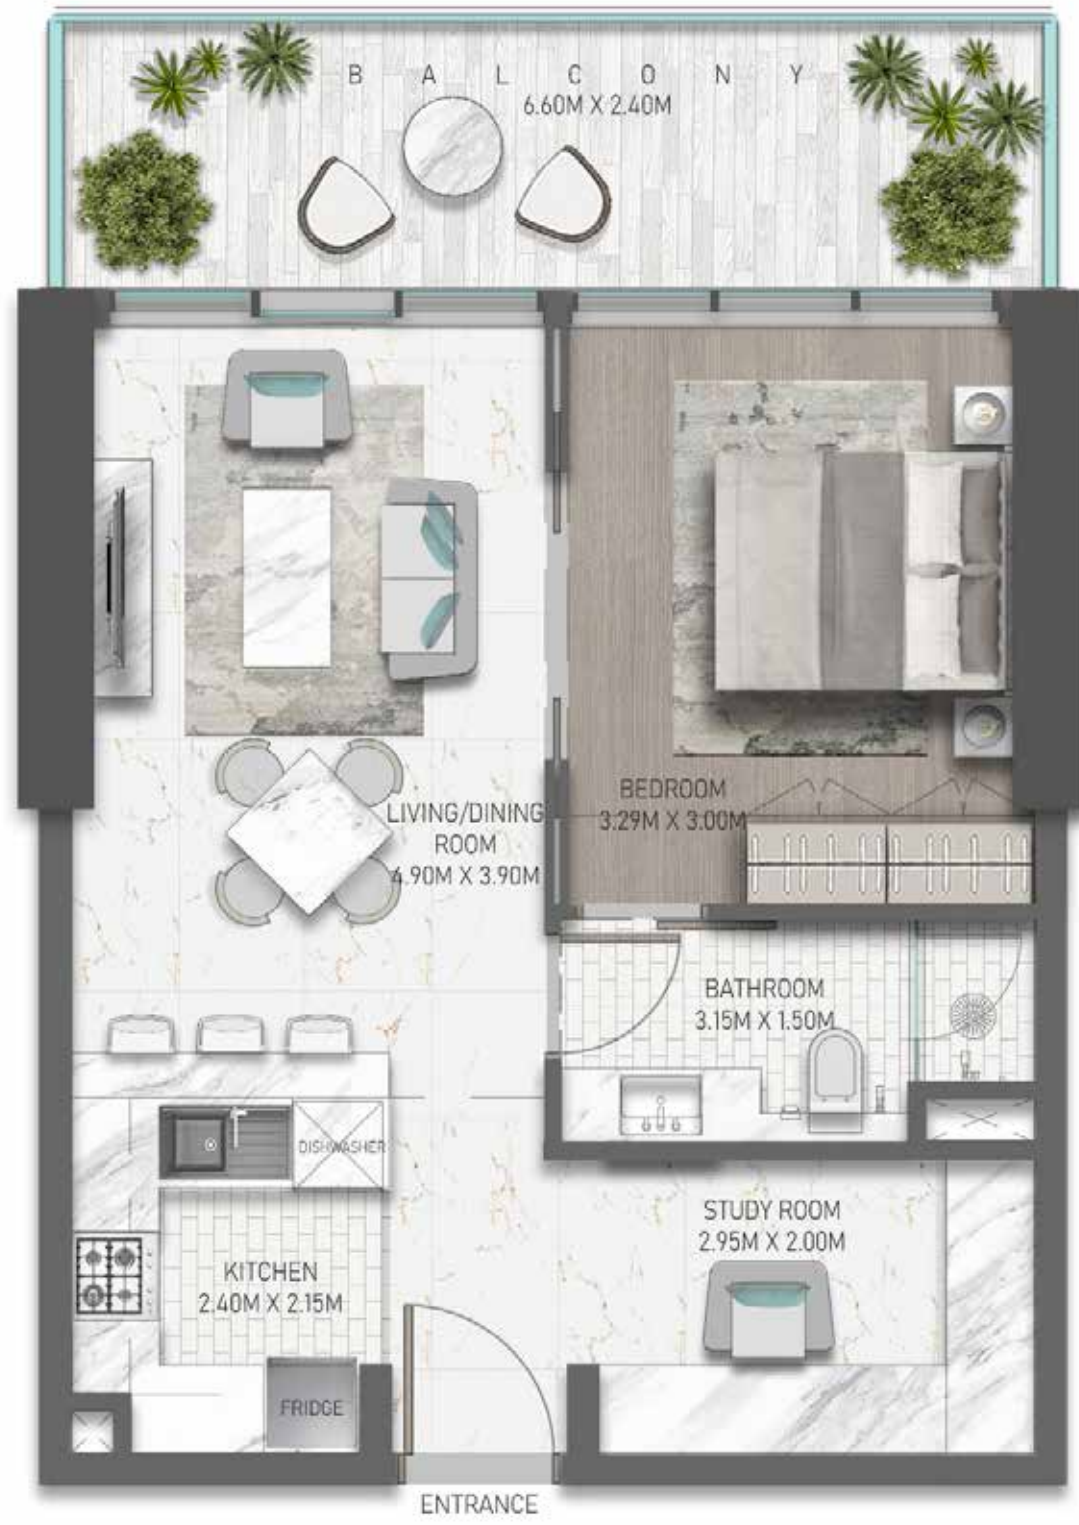 BALCONY
6.60M X 2.40M
BEDROOM
3.29M X 3.00M
LIVING/DINING
ROOM
4.90M X 3.90M
BATHROOM
3.15M X 1.50M
DISHWASHER
STUDY ROOM
2.95M X 2.00M
KITCHEN
2.40M X 2.15M
FRIDGE
ENTRANCE